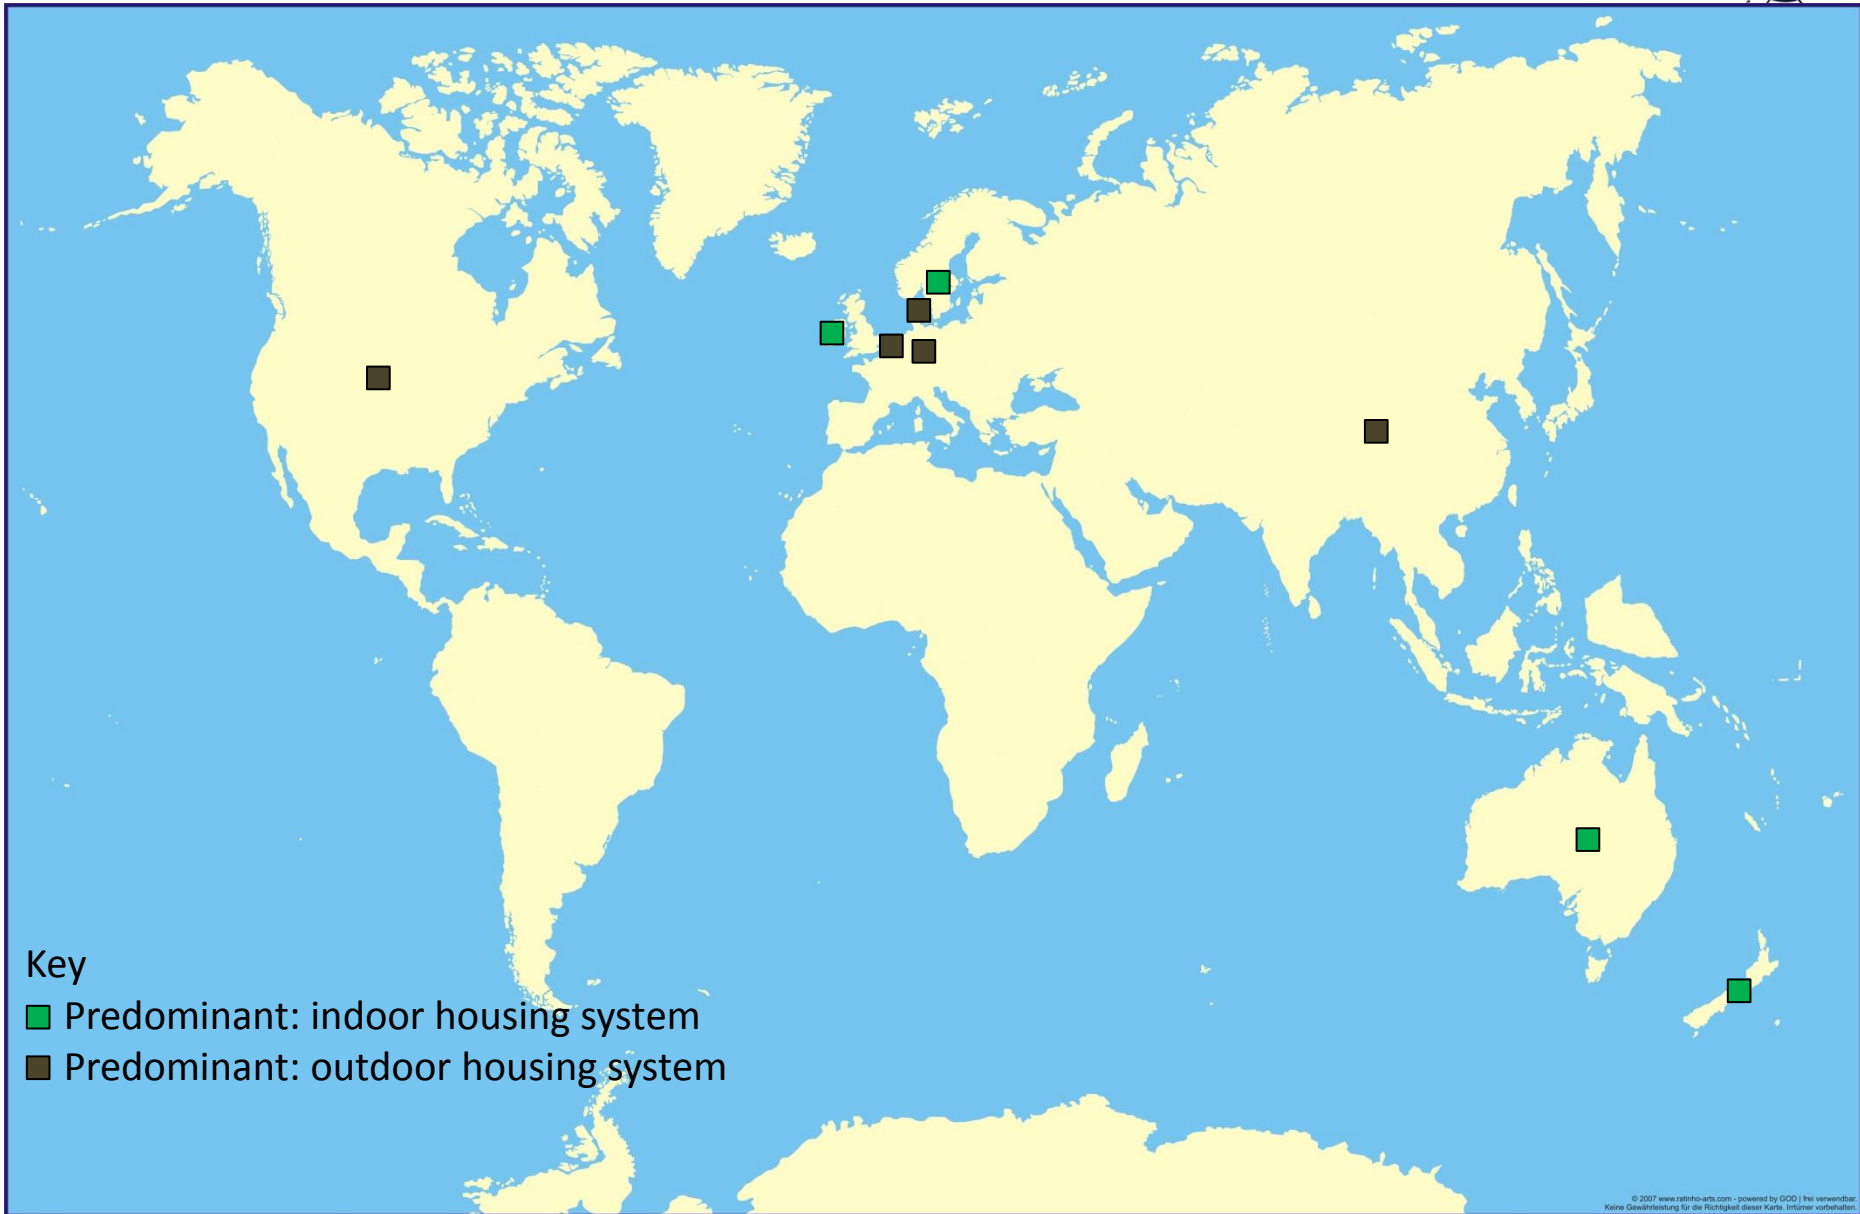 Key
Predominant: indoor housing system
Predominant: outdoor housing system
© 2007 www.ratinho-arts.com - powered by GOD | frei verwendbar.
Keine Gewährleistung für die Richtigkeit dieser Karte. Irrtümer vorbehalten.